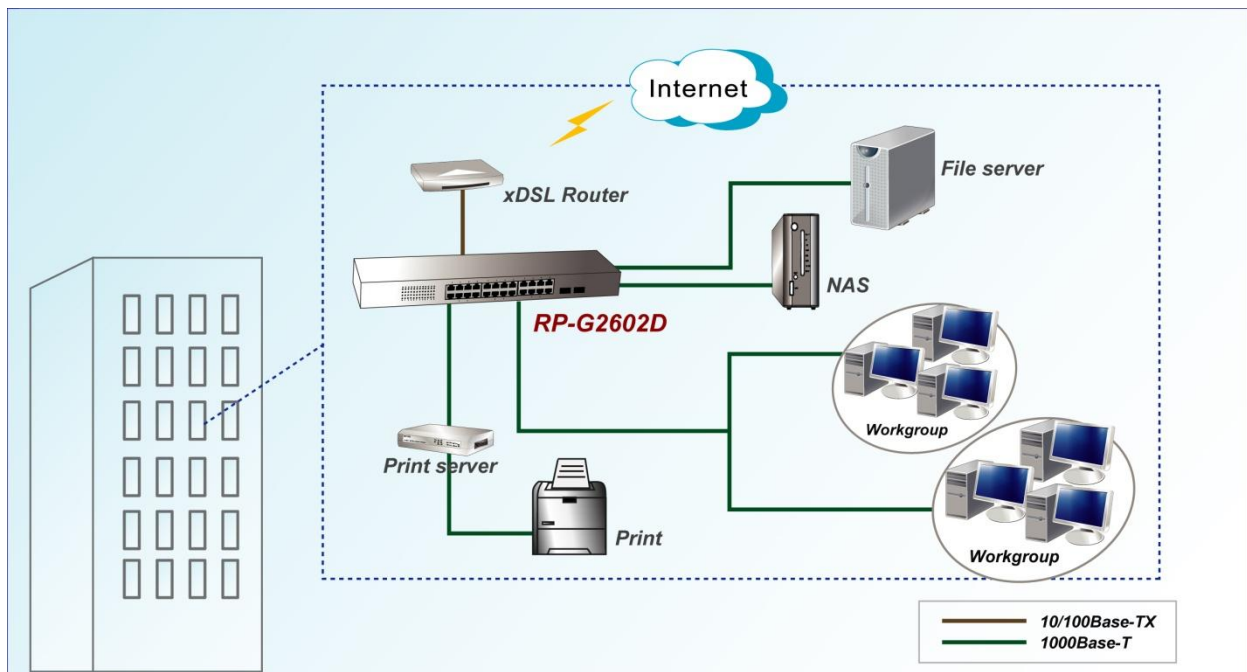 Internet
xDSL Router
File server
NAS
RP-G2602D
Workgroup
Print server
Print
Workgroup
10/100Base-TX
1000Base-T